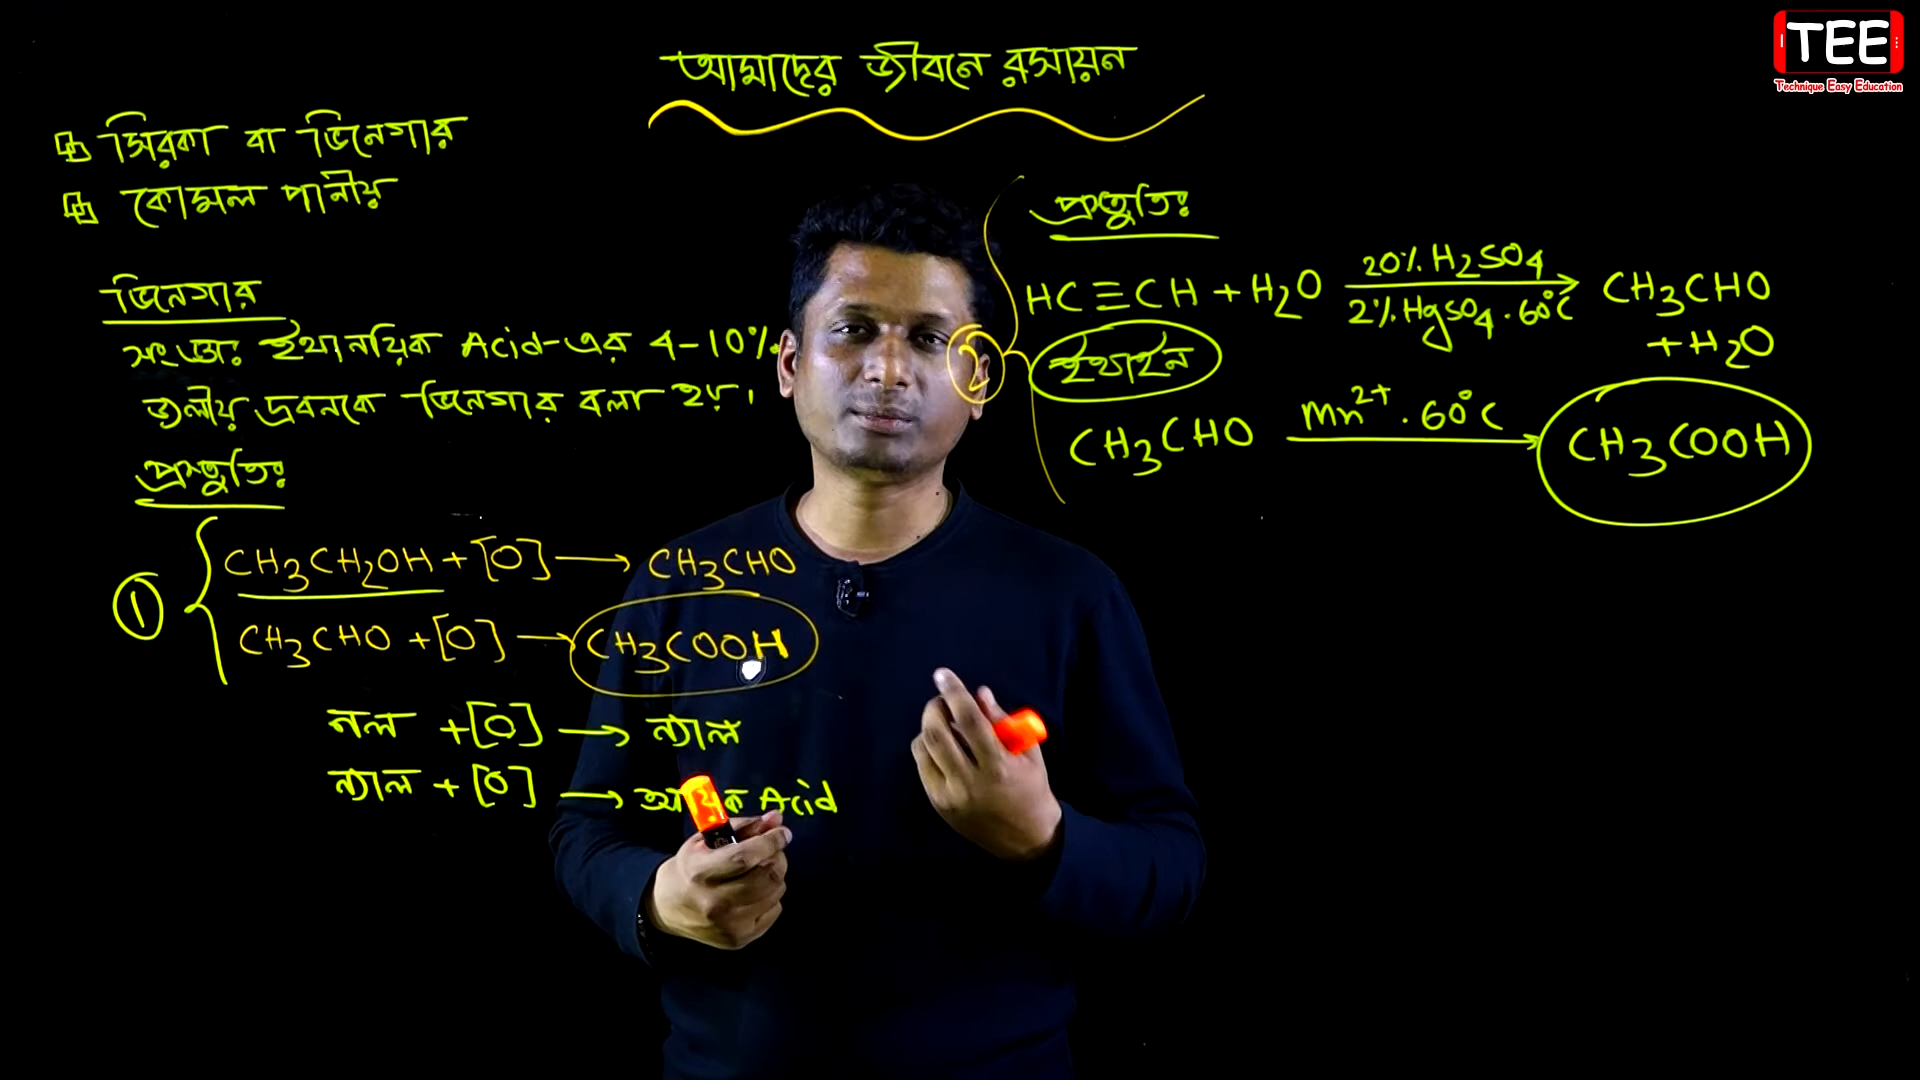 আমাদের জীবনে রসায়ন
TEE
Technique Easy Education
সিরকা বা ভিনেগার
কোমল পানীয়
ভিনেগার
সংজ্ঞাঃ ইথানয়িক Acid-এর 4-10%
জলীয় দ্রবনকে ভিনেগার বলা হয়।
প্রস্তুতিঃ
① CH3CH2OH + [O] → CH3CHO
CH3CHO + [O] → CH3COOH
নল + [O] → ন্যাল
ন্যাল + [O] → Acid
② প্রস্তুতিঃ
HC≡CH + H2O
20% H2SO4
2% HgSO4 . 60°C
CH3CHO
+ H2O
ইথাইন
CH3CHO
Mn2+ . 60°C
CH3COOH